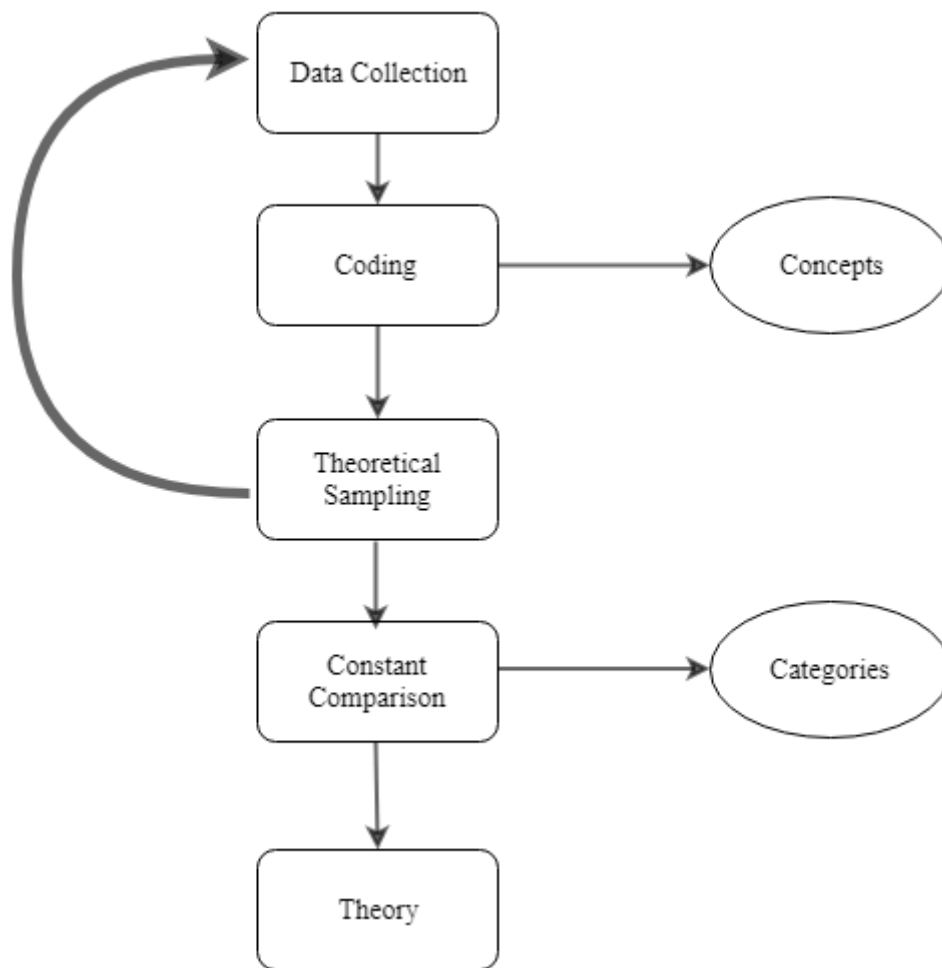 Data Collection
Coding
Concepts
Theoretical
Sampling
Constant
Comparison
Categories
Theory